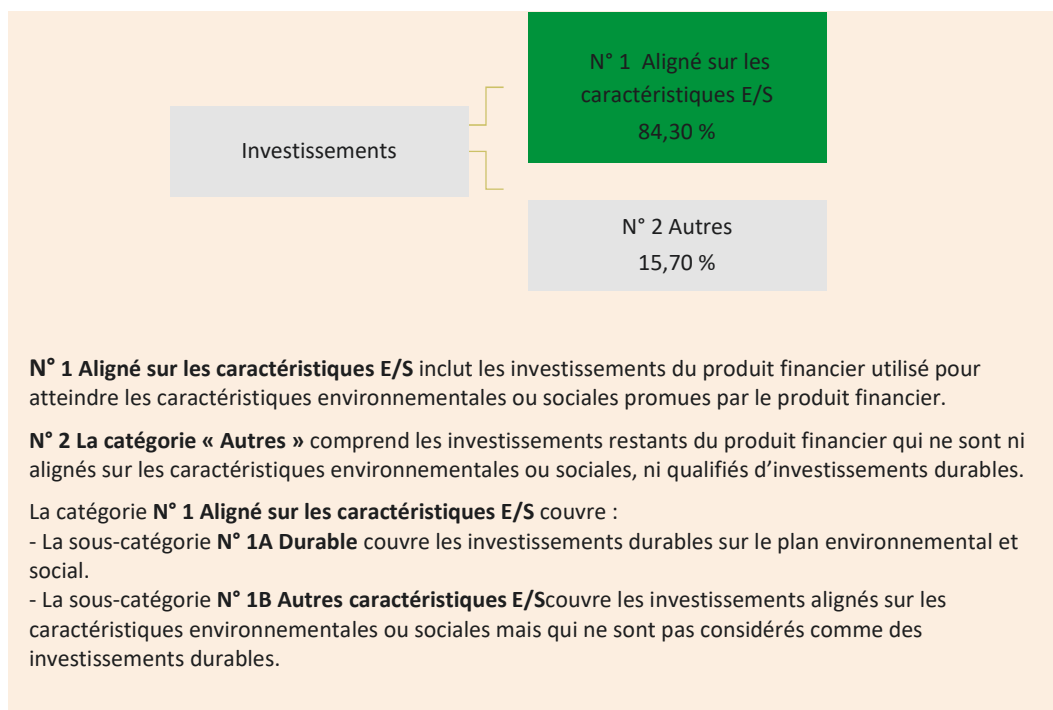 N° 1 Aligné sur les
caractéristiques E/S
84,30 %
Investissements
N° 2 Autres
15,70 %
N° 1 Aligné sur les caractéristiques E/S inclut les investissements du produit financier utilisé pour
atteindre les caractéristiques environnementales ou sociales promues par le produit financier.
N° 2 La catégorie « Autres » comprend les investissements restants du produit financier qui ne sont ni
alignés sur les caractéristiques environnementales ou sociales, ni qualifiés d’investissements durables.
La catégorie N° 1 Aligné sur les caractéristiques E/S couvre :
- La sous-catégorie N° 1A Durable couvre les investissements durables sur le plan environnemental et
social.
- La sous-catégorie N° 1B Autres caractéristiques E/Scouvre les investissements alignés sur les
caractéristiques environnementales ou sociales mais qui ne sont pas considérés comme des
investissements durables.